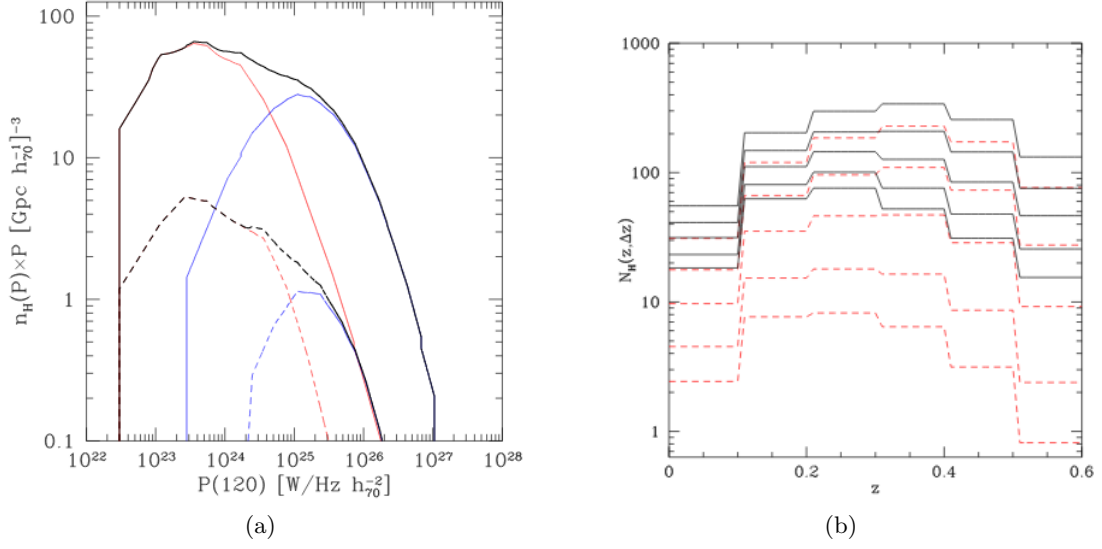 n_H(P)×P [Gpc h_70^-1]^-3
100
10
1
0.1
10^22 10^23 10^24 10^25 10^26 10^27 10^28
P(120) [W/Hz h_70^-2]
(a)
N_H(z,Δz)
1000
100
10
1
0 0.2 0.4 0.6
z
(b)